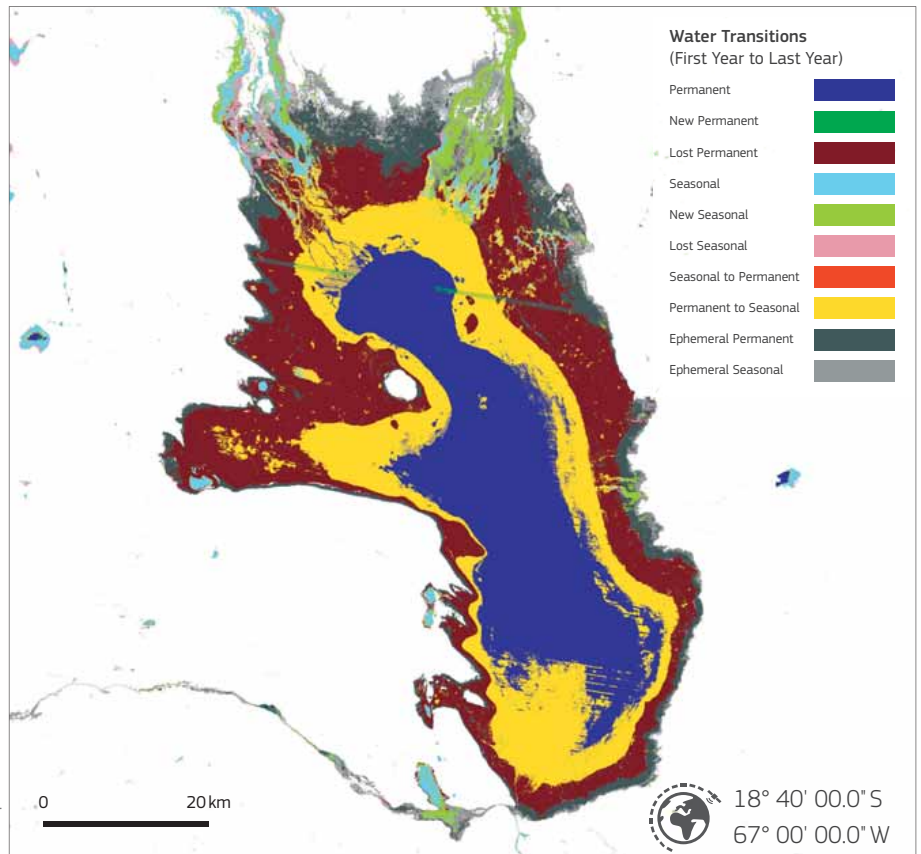 Water Transitions
(First Year to Last Year)
Permanent
New Permanent
Lost Permanent
Seasonal
New Seasonal
Lost Seasonal
Seasonal to Permanent
Permanent to Seasonal
Ephemeral Permanent
Ephemeral Seasonal
0 20 km
18° 40' 00.0" S
67° 00' 00.0" W